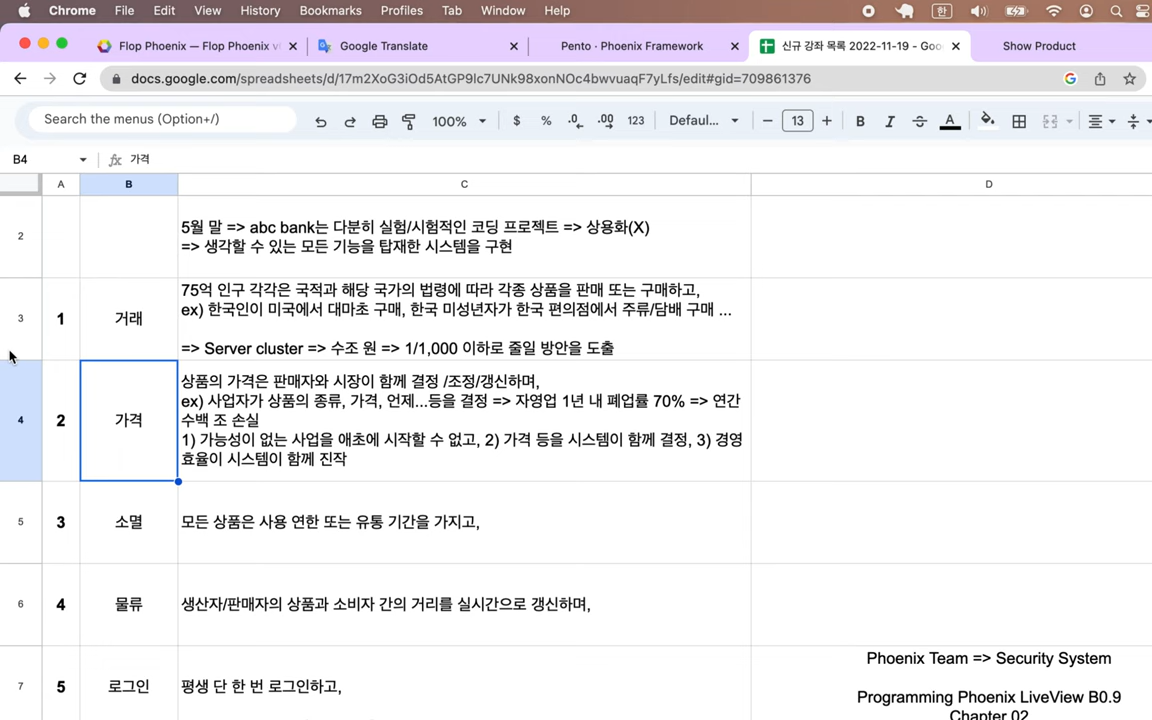 Chrome File Edit View History Bookmarks Profiles Tab Window Help
한
Flop Phoenix — Flop Phoenix v
Google Translate
Pento · Phoenix Framework
신규 강좌 목록 2022-11-19 - Goo
Show Product
docs.google.com/spreadsheets/d/17m2XoG3iOd5AtGP9lc7UNk98xonNOc4bwvuaqF7yLfs/edit#gid=709861376
Search the menus (Option+/)
100%
$ % .0 .00 123
Defaul...
13
B I S A
B4
fx 가격
A B C D
2
5월 말 => abc bank는 다분히 실험/시험적인 코딩 프로젝트 => 상용화(X)
=> 생각할 수 있는 모든 기능을 탑재한 시스템을 구현
3 1 거래
75억 인구 각각은 국적과 해당 국가의 법령에 따라 각종 상품을 판매 또는 구매하고,
ex) 한국인이 미국에서 대마초 구매, 한국 미성년자가 한국 편의점에서 주류/담배 구매 ...
=> Server cluster => 수조 원 => 1/1,000 이하로 줄일 방안을 도출
4 2 가격
상품의 가격은 판매자와 시장이 함께 결정 /조정/갱신하며,
ex) 사업자가 상품의 종류, 가격, 언제...등을 결정 => 자영업 1년 내 폐업률 70% => 연간
수백 조 손실
1) 가능성이 없는 사업을 애초에 시작할 수 없고, 2) 가격 등을 시스템이 함께 결정, 3) 경영
효율이 시스템이 함께 진작
5 3 소멸 모든 상품은 사용 연한 또는 유통 기간을 가지고,
6 4 물류 생산자/판매자의 상품과 소비자 간의 거리를 실시간으로 갱신하며,
7 5 로그인 평생 단 한 번 로그인하고,
Phoenix Team => Security System
Programming Phoenix LiveView B0.9
Chapter 02